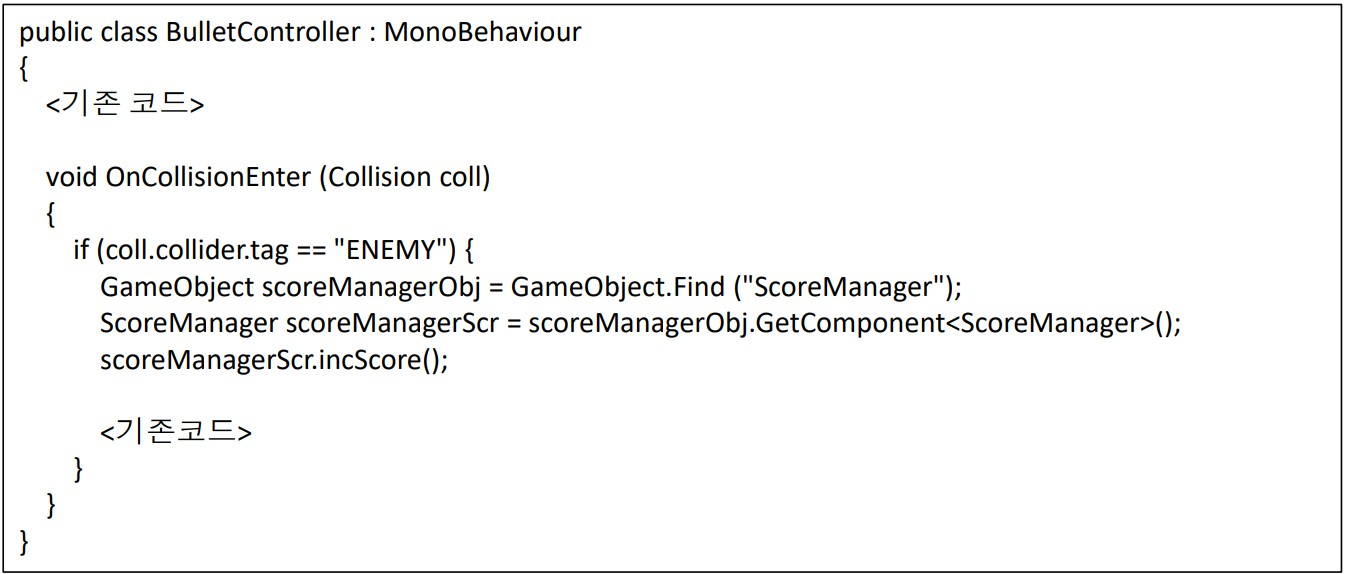 public class BulletController : MonoBehaviour
{
<기존 코드>
void OnCollisionEnter (Collision coll)
{
if (coll.collider.tag == "ENEMY") {
GameObject scoreManagerObj = GameObject.Find ("ScoreManager");
ScoreManager scoreManagerScr = scoreManagerObj.GetComponent<ScoreManager>();
scoreManagerScr.incScore();
<기존코드>
}
}
}